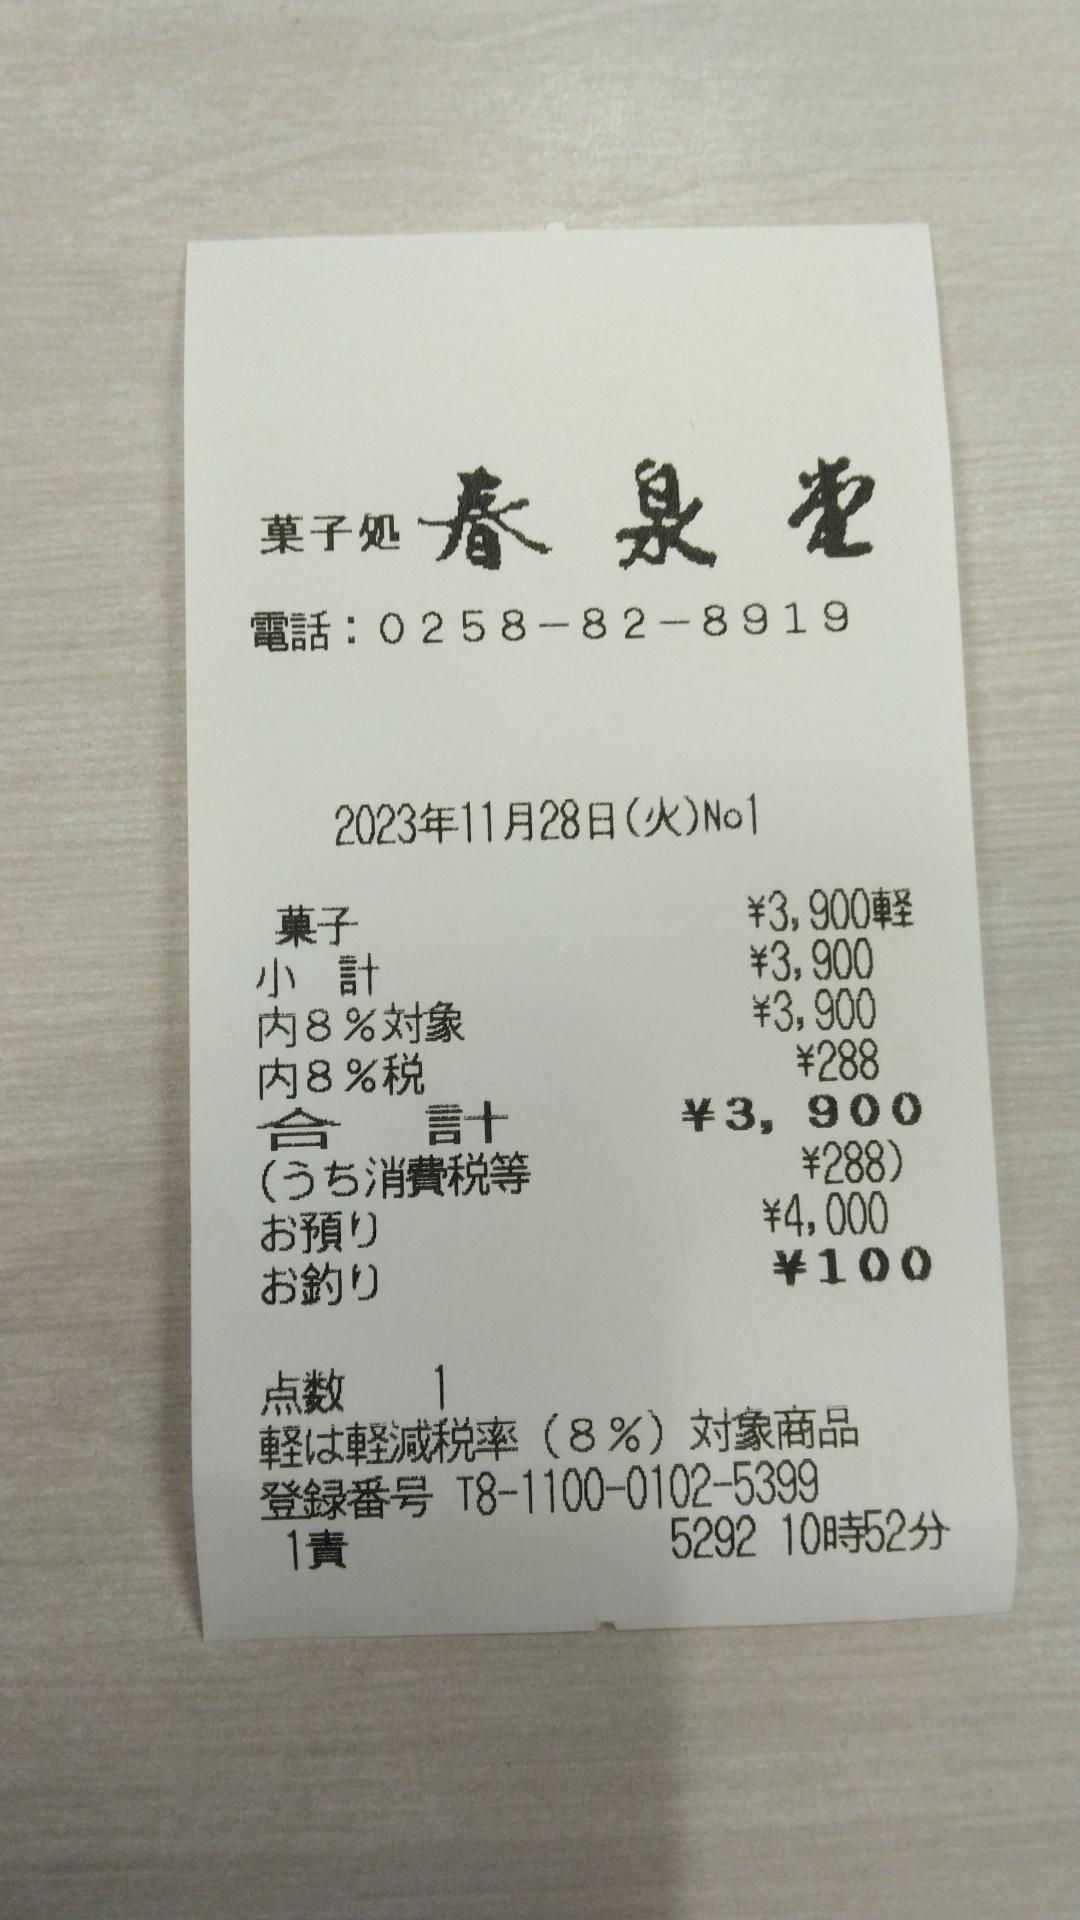 菓子処 春泉堂
電話：０２５８－８２－８９１９
2023年11月28日(火)No1
菓子 ¥3,900軽
小 計 ¥3,900
内８％対象 ¥3,900
内８％税 ¥288
合 計 ¥3,900
(うち消費税等 ¥288)
お預り ¥4,000
お釣り ¥100
点数 1
軽は軽減税率（８％）対象商品
登録番号 T8-1100-0102-5399
1責 5292 10時52分